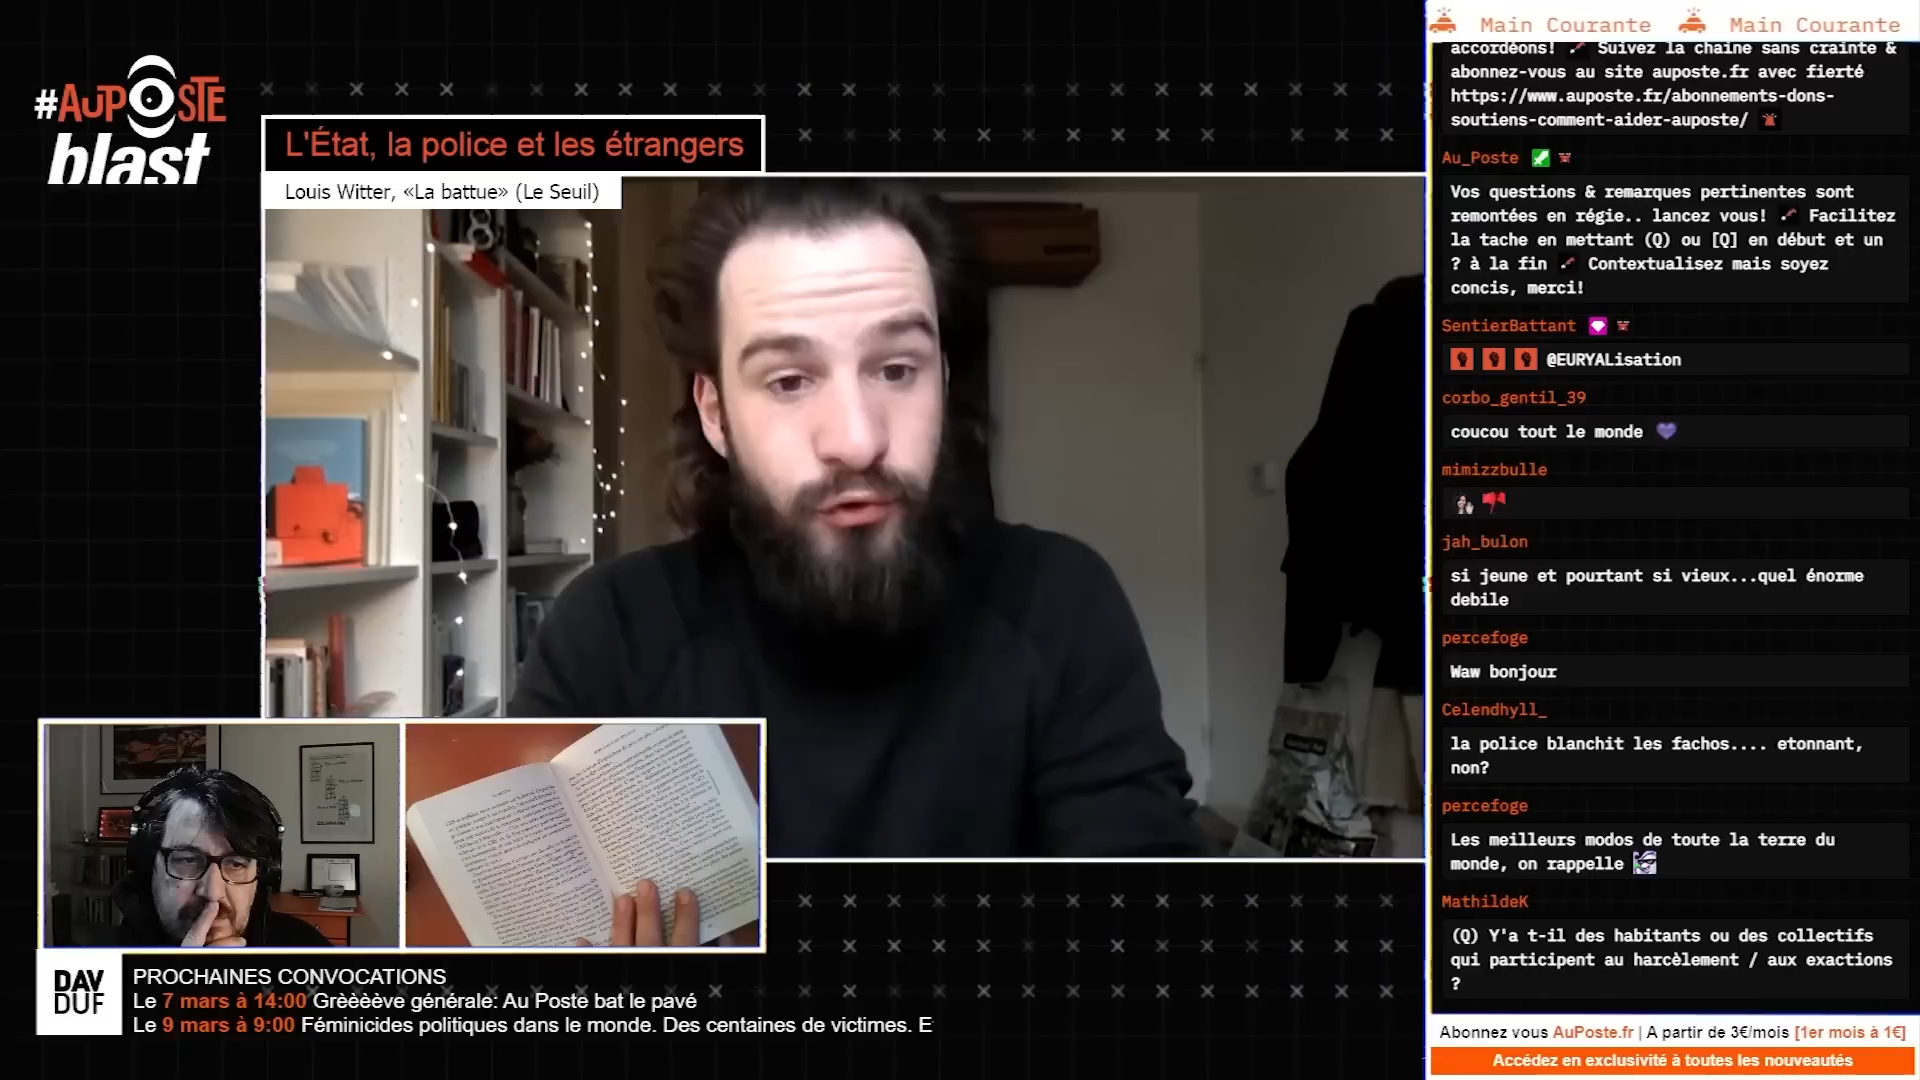 #AUPOSTE
blast
L'État, la police et les étrangers
Louis Witter, «La battue» (Le Seuil)
DAV
DUF
PROCHAINES CONVOCATIONS
Le 7 mars à 14:00 Grèèèève générale: Au Poste bat le pavé
Le 9 mars à 9:00 Féminicides politiques dans le monde. Des centaines de victimes. E
Main Courante Main Courante
accordéons! Suivez la chaine sans crainte &
abonnez-vous au site auposte.fr avec fierté
https://www.auposte.fr/abonnements-dons-
soutiens-comment-aider-auposte/
Au_Poste
Vos questions & remarques pertinentes sont
remontées en régie.. lancez vous! Facilitez
la tache en mettant (Q) ou [Q] en début et un
? à la fin Contextualisez mais soyez
concis, merci!
SentierBattant
@EURYALisation
corbo_gentil_39
coucou tout le monde
mimizzbulle
jah_bulon
si jeune et pourtant si vieux...quel énorme
debile
percefoge
Waw bonjour
Celendhyll_
la police blanchit les fachos.... etonnant,
non?
percefoge
Les meilleurs modos de toute la terre du
monde, on rappelle
MathildeK
(Q) Y'a t-il des habitants ou des collectifs
qui participent au harcèlement / aux exactions
?
Abonnez vous AuPoste.fr | A partir de 3€/mois [1er mois à 1€]
Accédez en exclusivité à toutes les nouveautés